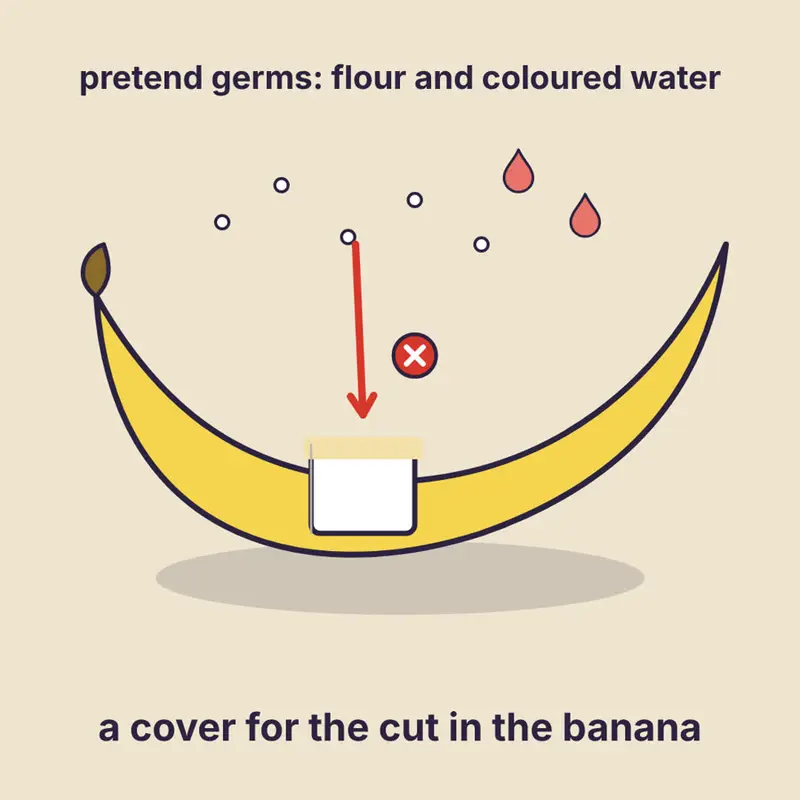 pretend germs: flour and coloured water
a cover for the cut in the banana